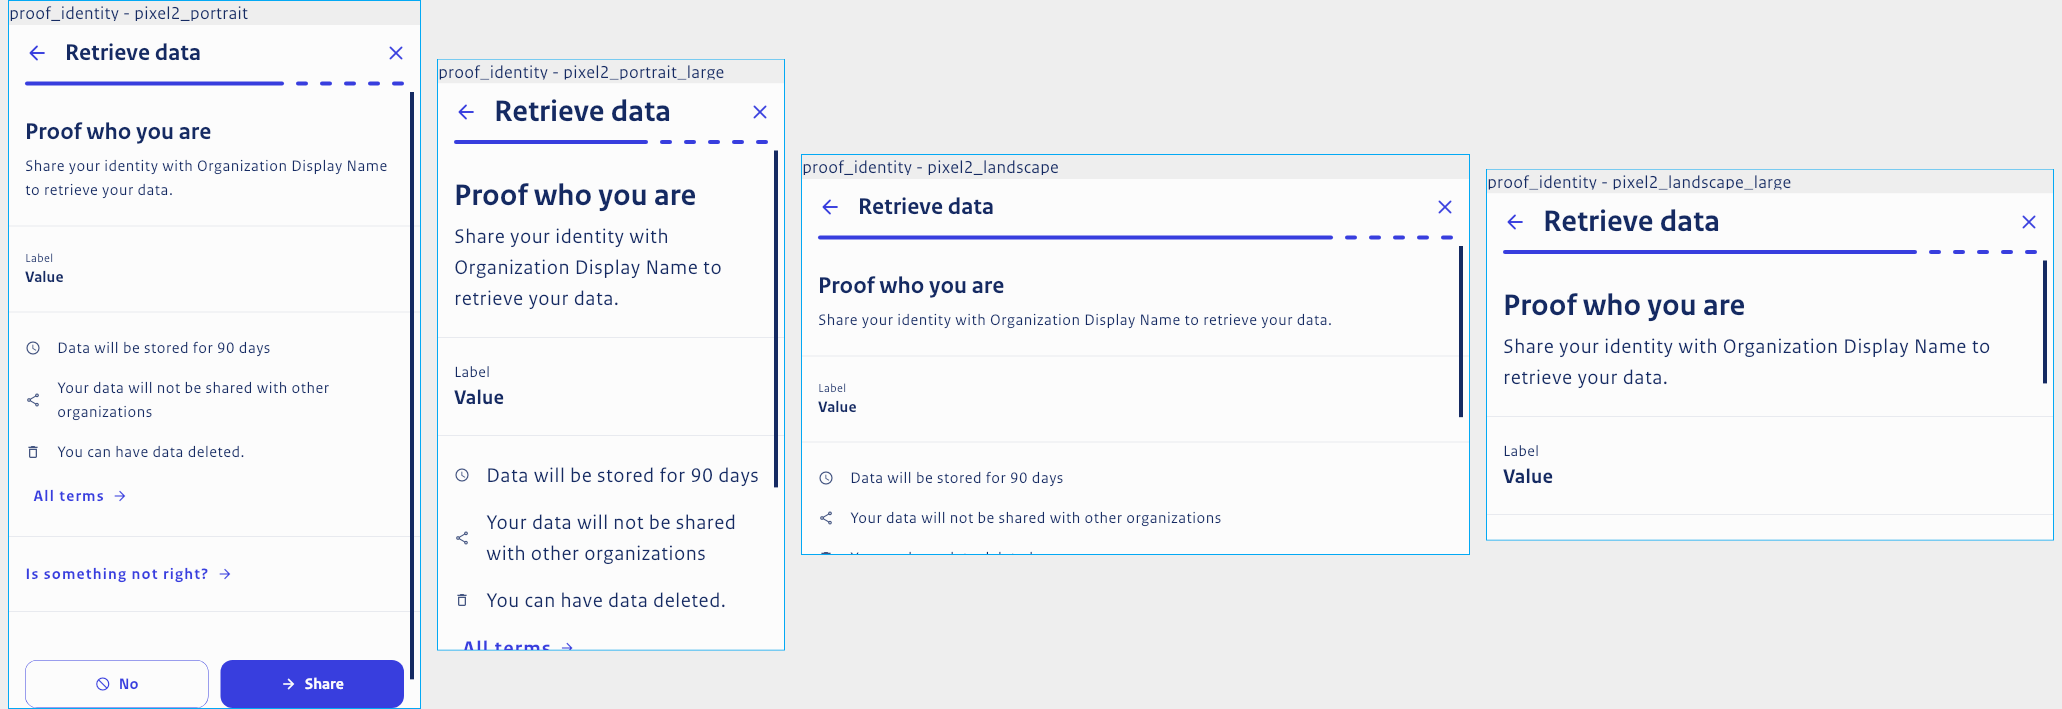 proof_identity - pixel2_portrait
Retrieve data
Proof who you are
Share your identity with Organization Display Name
to retrieve your data.
Label
Value
Data will be stored for 90 days
Your data will not be shared with other
organizations
You can have data deleted.
All terms
Is something not right?
No
Share
proof_identity - pixel2_portrait_large
Retrieve data
Proof who you are
Share your identity with
Organization Display Name to
retrieve your data.
Label
Value
Data will be stored for 90 days
Your data will not be shared
with other organizations
You can have data deleted.
All terms
proof_identity - pixel2_landscape
Retrieve data
Proof who you are
Share your identity with Organization Display Name to retrieve your data.
Label
Value
Data will be stored for 90 days
Your data will not be shared with other organizations
proof_identity - pixel2_landscape_large
Retrieve data
Proof who you are
Share your identity with Organization Display Name to
retrieve your data.
Label
Value